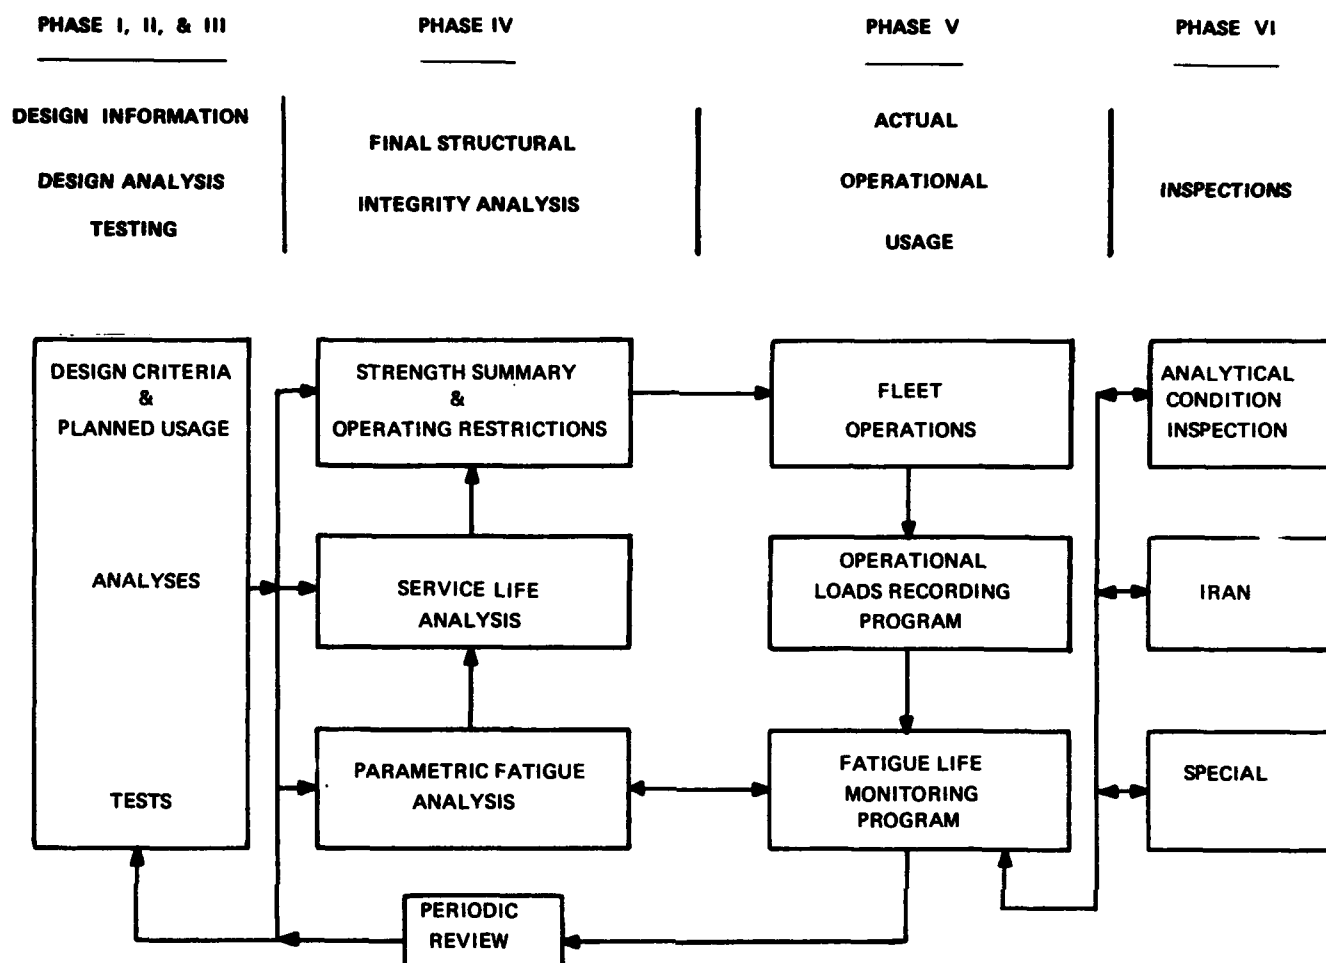 PHASE I, II, & III
PHASE IV
PHASE V
PHASE VI
DESIGN INFORMATION
DESIGN ANALYSIS
TESTING
FINAL STRUCTURAL
INTEGRITY ANALYSIS
ACTUAL
OPERATIONAL
USAGE
INSPECTIONS
DESIGN CRITERIA
&
PLANNED USAGE
ANALYSES
TESTS
STRENGTH SUMMARY
&
OPERATING RESTRICTIONS
SERVICE LIFE
ANALYSIS
PARAMETRIC FATIGUE
ANALYSIS
PERIODIC
REVIEW
FLEET
OPERATIONS
OPERATIONAL
LOADS RECORDING
PROGRAM
FATIGUE LIFE
MONITORING
PROGRAM
ANALYTICAL
CONDITION
INSPECTION
IRAN
SPECIAL